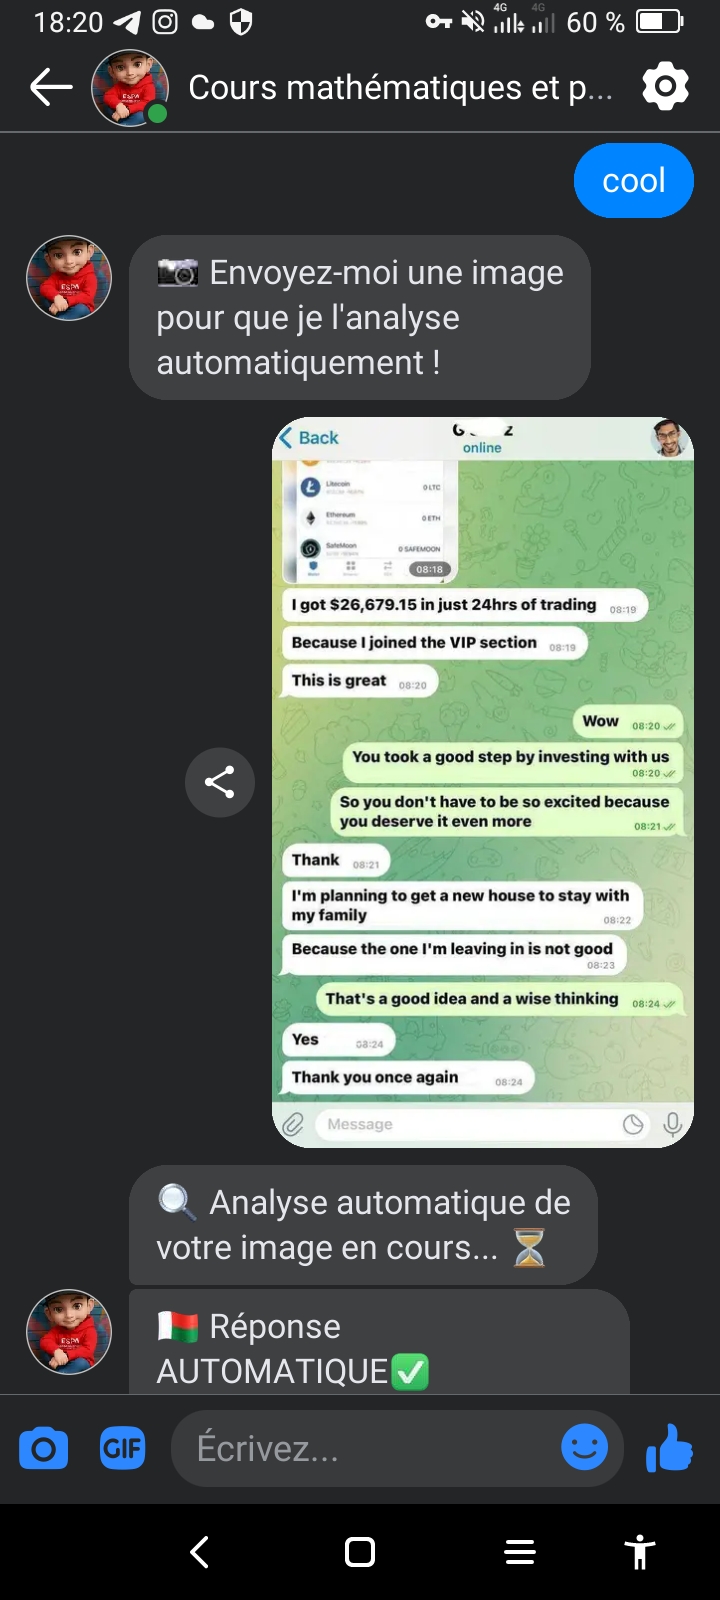 18:20
4G 4G 60 %
Cours mathématiques et p...
cool
Envoyez-moi une image
pour que je l'analyse
automatiquement !
Back
online
Litecoin
0 LTC
Ethereum
0 ETH
SafeMoon
0 SAFEMOON
08:18
I got $26,679.15 in just 24hrs of trading 08:19
Because I joined the VIP section 08:19
This is great 08:20
Wow 08:20
You took a good step by investing with us
08:20
So you don't have to be so excited because
you deserve it even more 08:21
Thank 08:21
I'm planning to get a new house to stay with
my family 08:22
Because the one I'm leaving in is not good
08:23
That's a good idea and a wise thinking 08:24
Yes 08:24
Thank you once again 08:24
Message
Analyse automatique de
votre image en cours...
Réponse
AUTOMATIQUE
GIF
Écrivez...